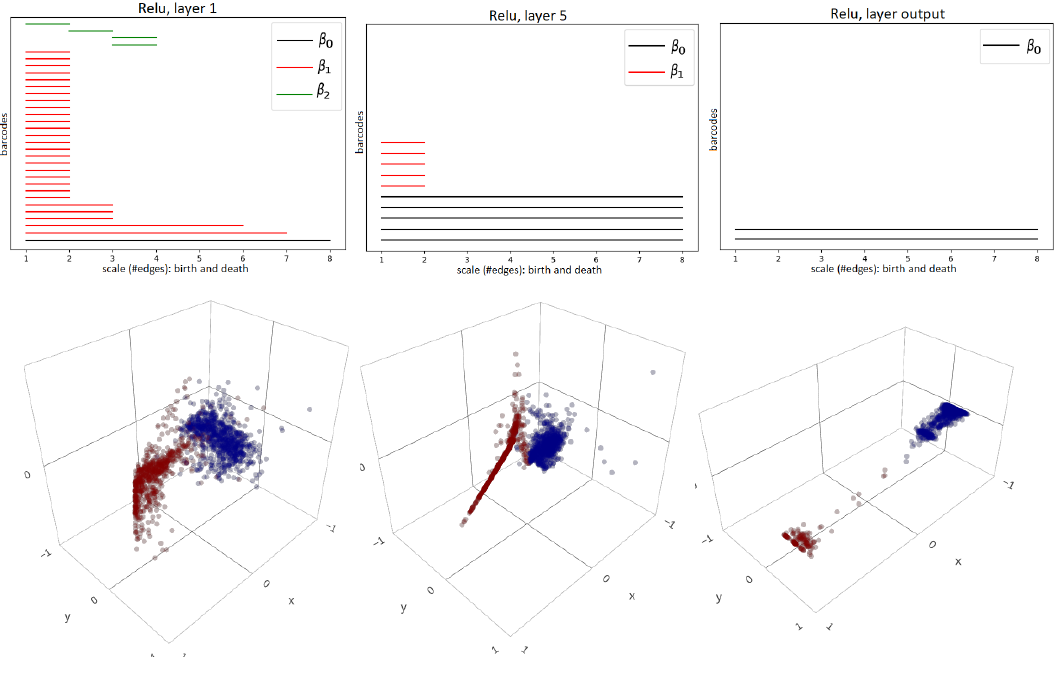 Relu, layer 1
β0
β1
β2
barcodes
1 2 3 4 5 6 7 8
scale (#edges): birth and death
Relu, layer 5
β0
β1
barcodes
1 2 3 4 5 6 7 8
scale (#edges): birth and death
Relu, layer output
β0
barcodes
1 2 3 4 5 6 7 8
scale (#edges): birth and death
0
−1
0
y
x
0
−1
0
−1
0
y
1
1
x
0
−1
−1
0
y
1
1
x
0
−1